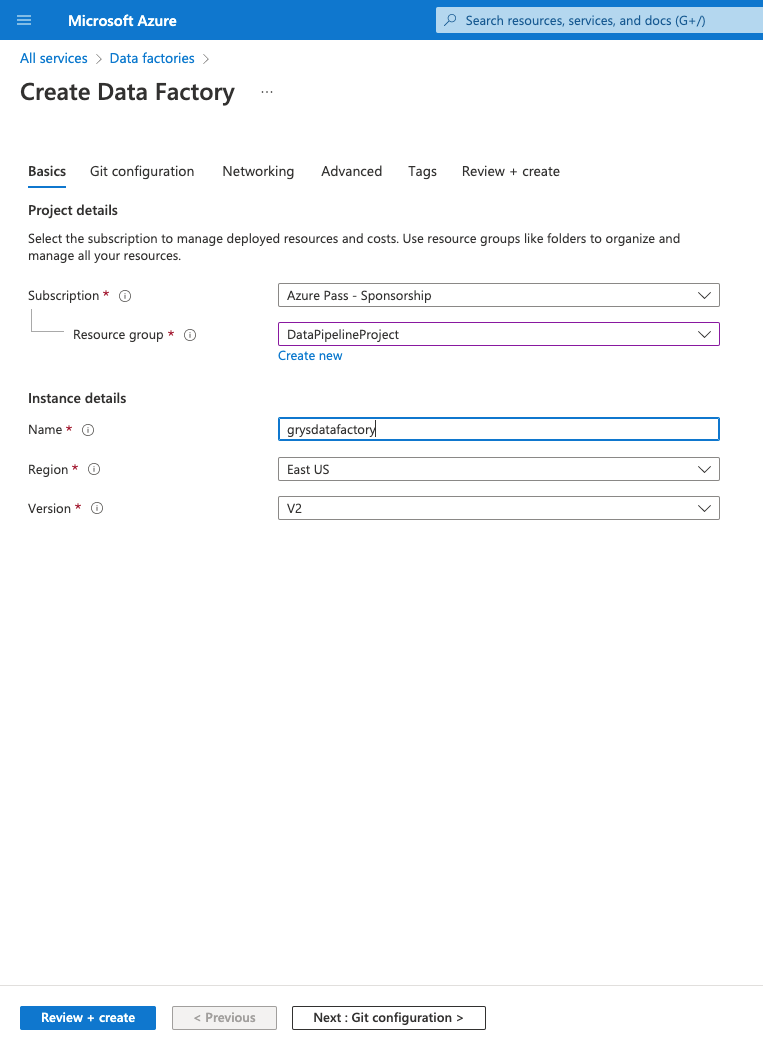 Microsoft Azure
Search resources, services, and docs (G+/)
All services > Data factories >
Create Data Factory ...
Basics Git configuration Networking Advanced Tags Review + create
Project details
Select the subscription to manage deployed resources and costs. Use resource groups like folders to organize and
manage all your resources.
Subscription * Azure Pass - Sponsorship
Resource group * DataPipelineProject
Create new
Instance details
Name * grysdatafactory
Region * East US
Version * V2
Review + create < Previous Next : Git configuration >